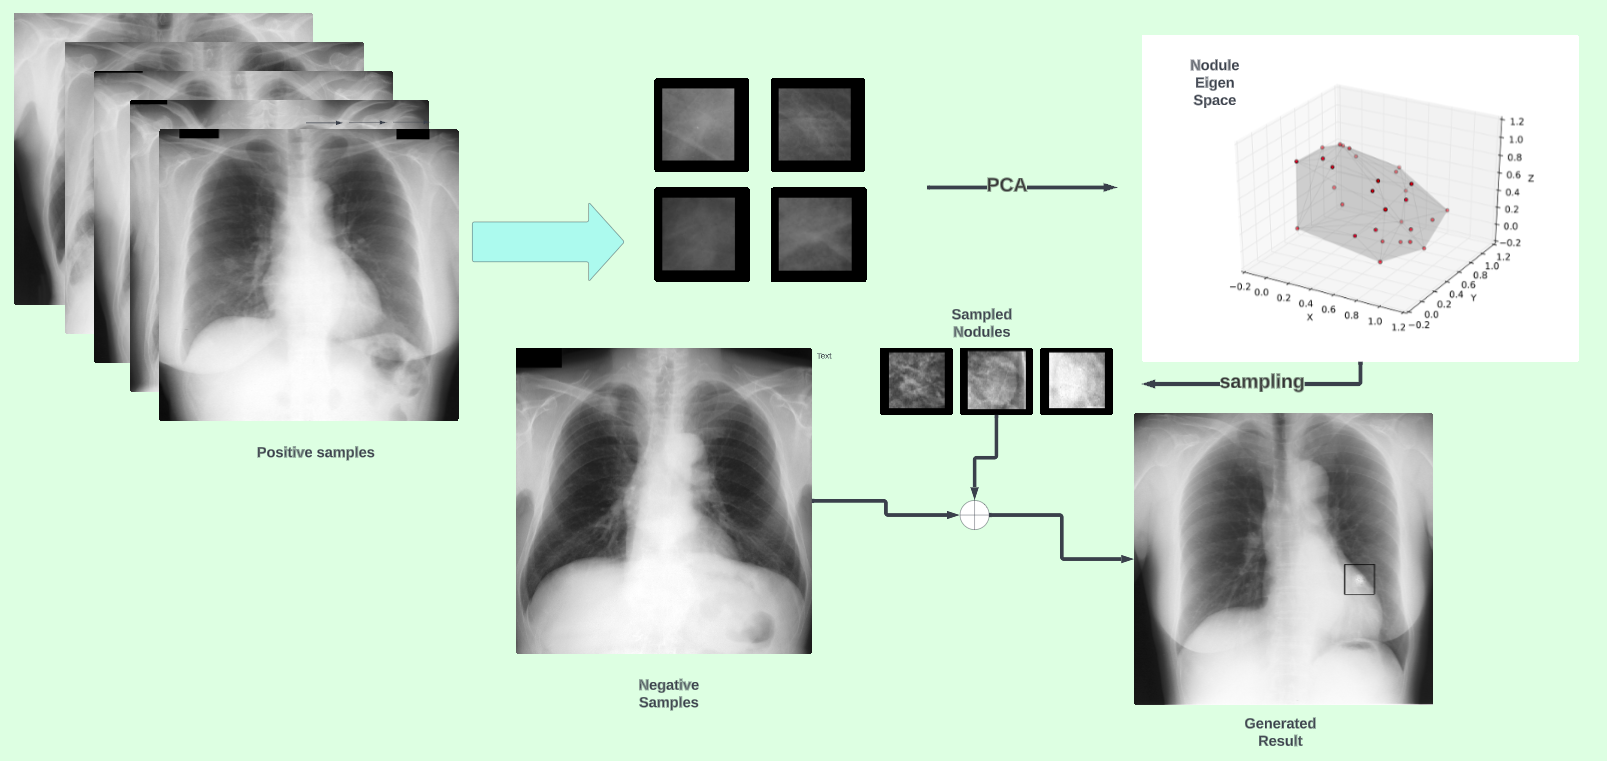 Nodule
Eigen
Space
PCA
1.2
1.0
0.8
0.6
0.4
0.2
0.0
−0.2
Z
1.2
1.0
0.8
0.6
0.4
0.2
0.0
−0.2
Y
−0.2
0.0
0.2
0.4
0.6
0.8
1.0
1.2
X
Sampled
Nodules
Text
sampling
Positive samples
Negative
Samples
Generated
Result